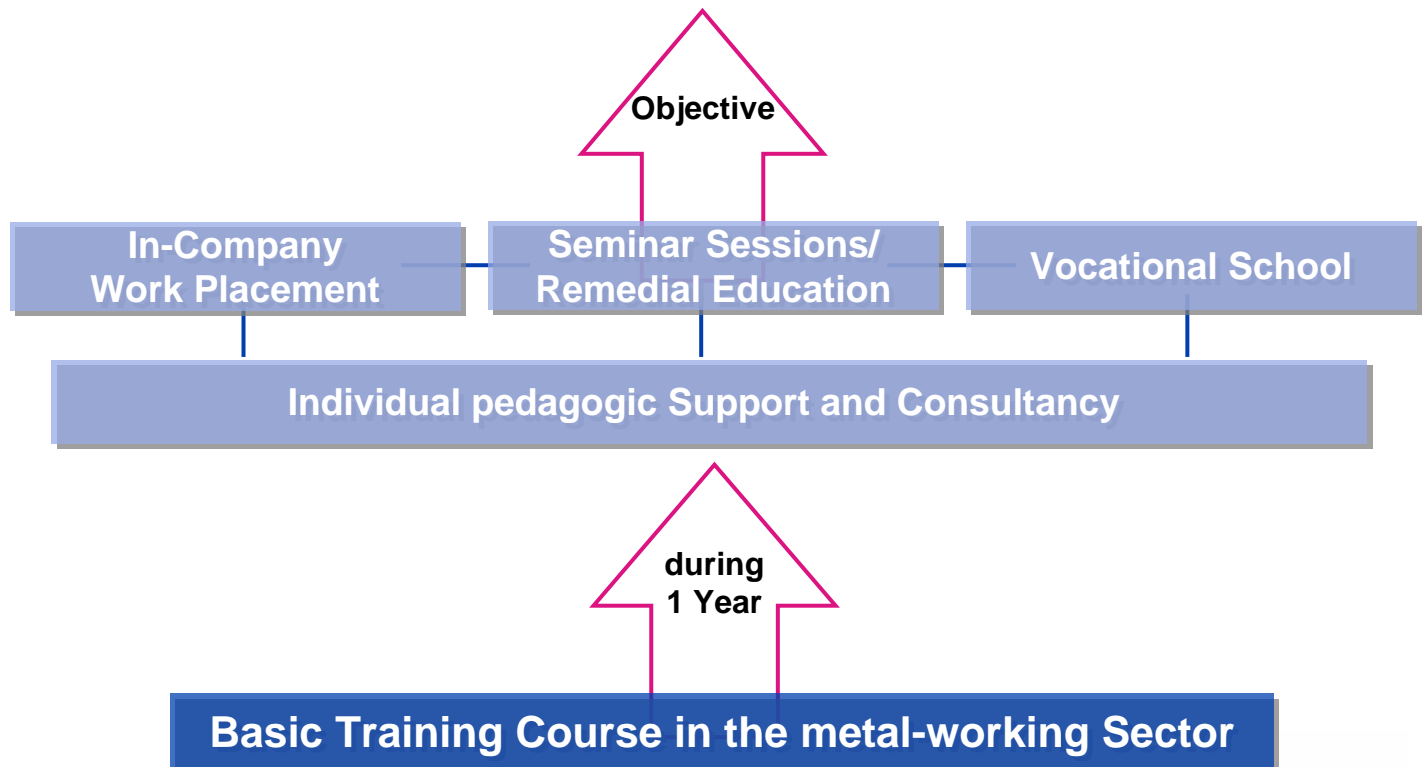 Objective
In-Company
Work Placement
Seminar Sessions/
Remedial Education
Vocational School
Individual pedagogic Support and Consultancy
during
1 Year
Basic Training Course in the metal-working Sector